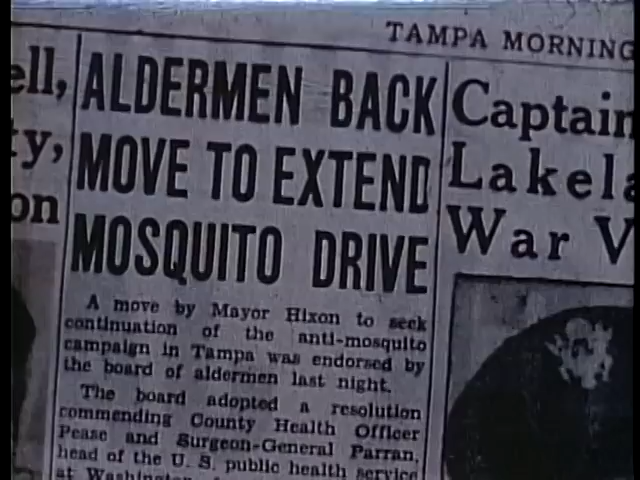 TAMPA MORNING
ell,
ty,
on
ALDERMEN BACK
MOVE TO EXTEND
MOSQUITO DRIVE
A move by Mayor Hixon to seek
continuation of the anti-mosquito
campaign in Tampa was endorsed by
the board of aldermen last night.
The board adopted a resolution
commending County Health Officer
Pease and Surgeon-General Parran,
head of the U. S. public health service
at Washington
Captain
Lakela
War V